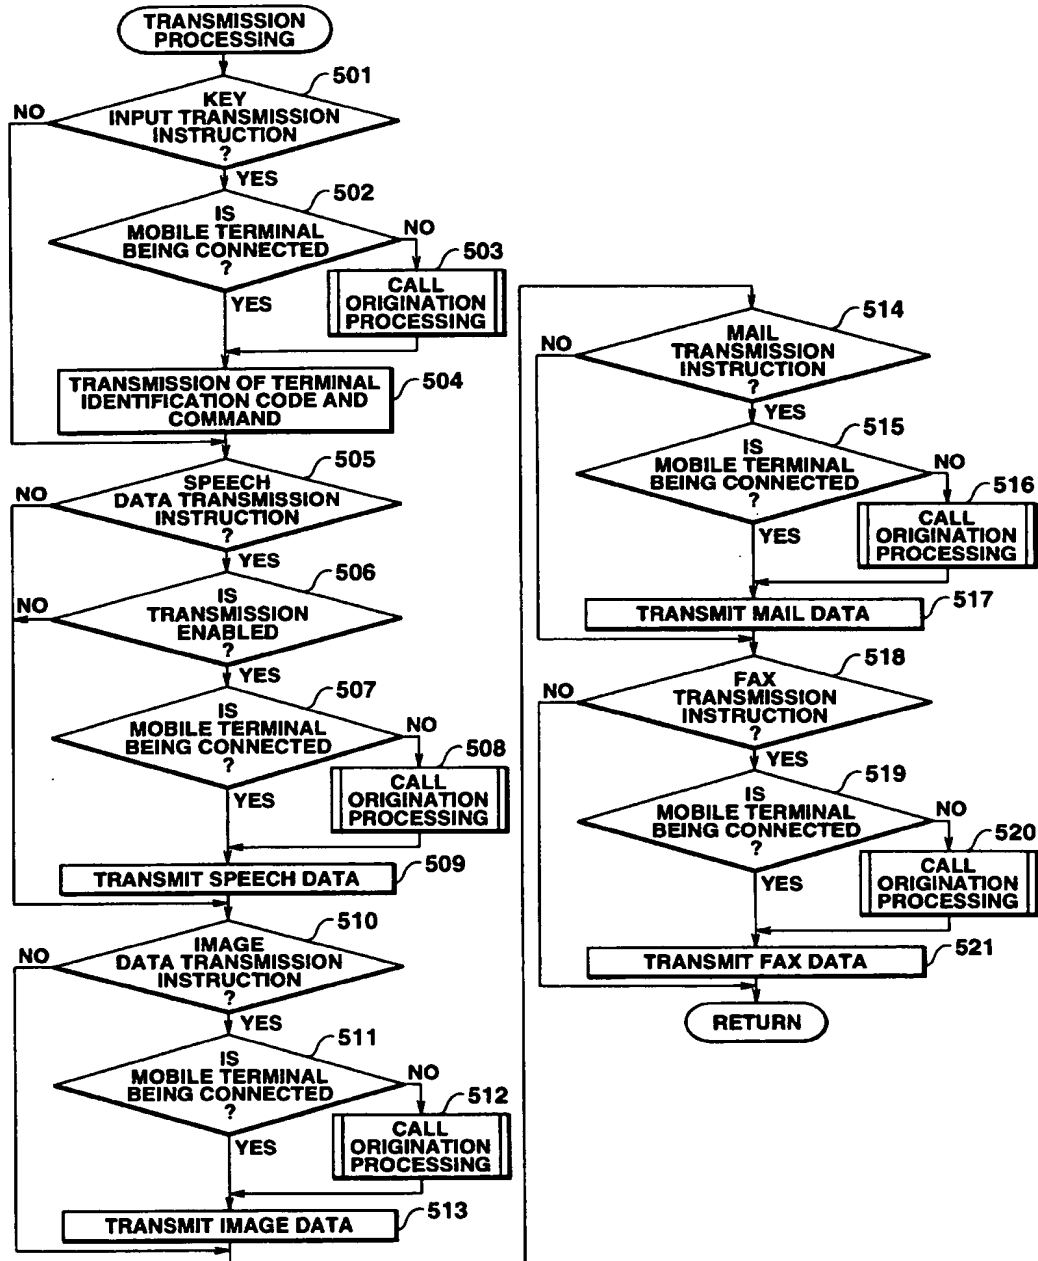 TRANSMISSION
PROCESSING
501
KEY
INPUT TRANSMISSION
INSTRUCTION
?
NO
YES
502
IS
MOBILE TERMINAL
BEING CONNECTED
?
NO
YES
503
CALL
ORIGINATION
PROCESSING
TRANSMISSION OF TERMINAL
IDENTIFICATION CODE AND
COMMAND
504
505
SPEECH
DATA TRANSMISSION
INSTRUCTION
?
NO
YES
506
IS
TRANSMISSION
ENABLED
?
NO
YES
507
IS
MOBILE TERMINAL
BEING CONNECTED
?
NO
YES
508
CALL
ORIGINATION
PROCESSING
TRANSMIT SPEECH DATA
509
510
IMAGE
DATA TRANSMISSION
INSTRUCTION
?
NO
YES
511
IS
MOBILE TERMINAL
BEING CONNECTED
?
NO
YES
512
CALL
ORIGINATION
PROCESSING
TRANSMIT IMAGE DATA
513
514
MAIL
TRANSMISSION
INSTRUCTION
?
NO
YES
515
IS
MOBILE TERMINAL
BEING CONNECTED
?
NO
YES
516
CALL
ORIGINATION
PROCESSING
TRANSMIT MAIL DATA
517
518
FAX
TRANSMISSION
INSTRUCTION
?
NO
YES
519
IS
MOBILE TERMINAL
BEING CONNECTED
?
NO
YES
520
CALL
ORIGINATION
PROCESSING
TRANSMIT FAX DATA
521
RETURN